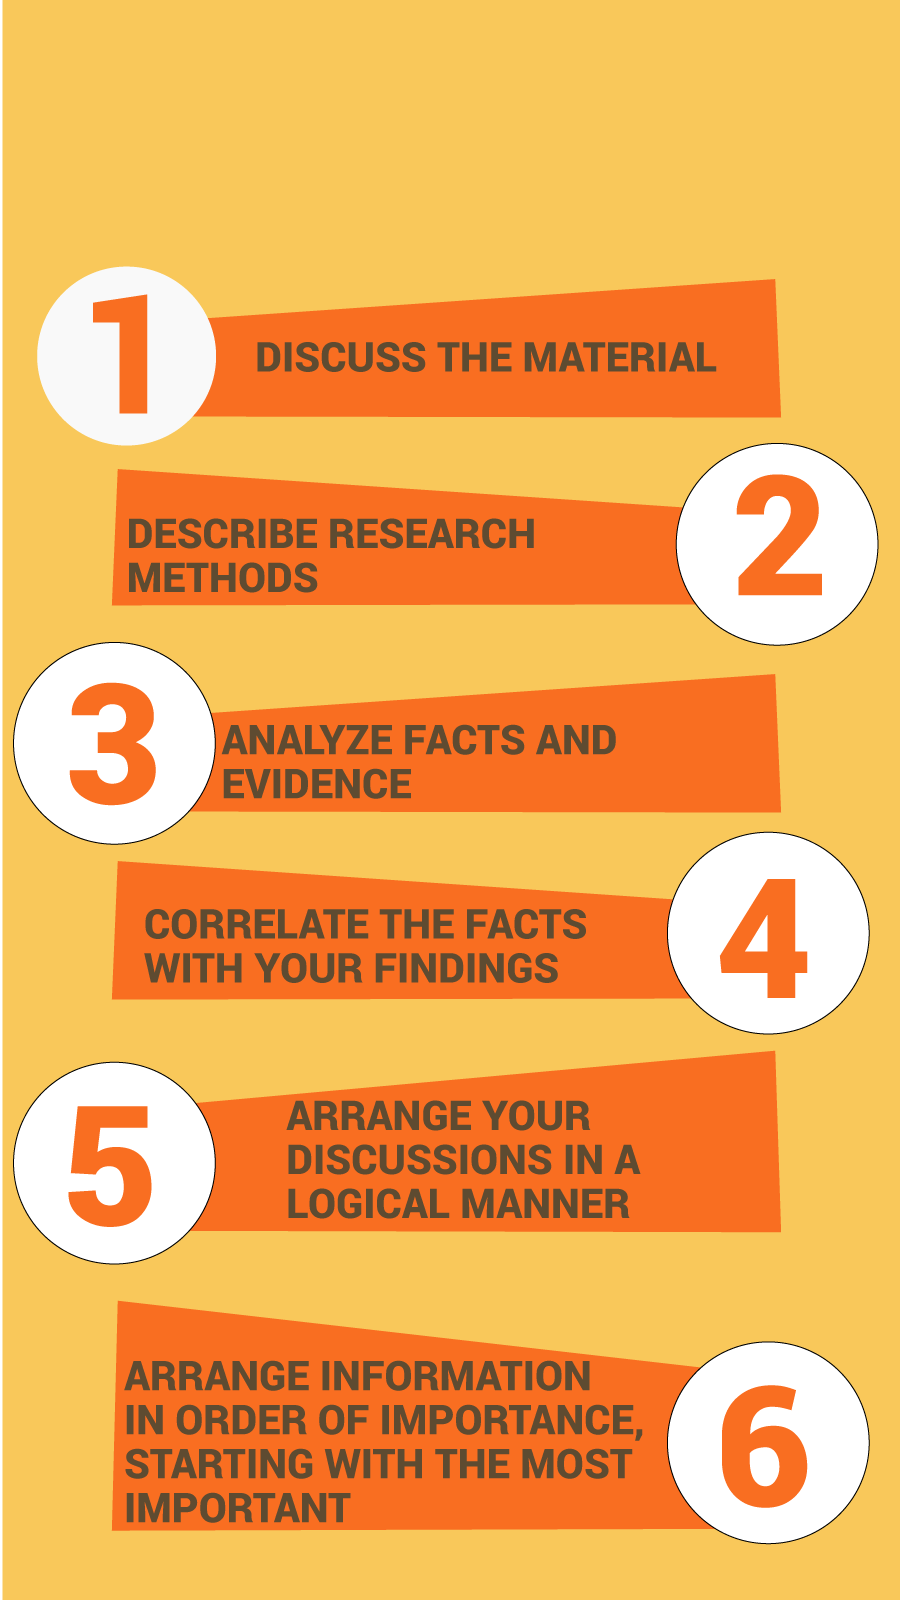 1
DISCUSS THE MATERIAL
DESCRIBE RESEARCH
METHODS
2
3
ANALYZE FACTS AND
EVIDENCE
CORRELATE THE FACTS
WITH YOUR FINDINGS
4
5
ARRANGE YOUR
DISCUSSIONS IN A
LOGICAL MANNER
ARRANGE INFORMATION
IN ORDER OF IMPORTANCE,
STARTING WITH THE MOST
IMPORTANT
6